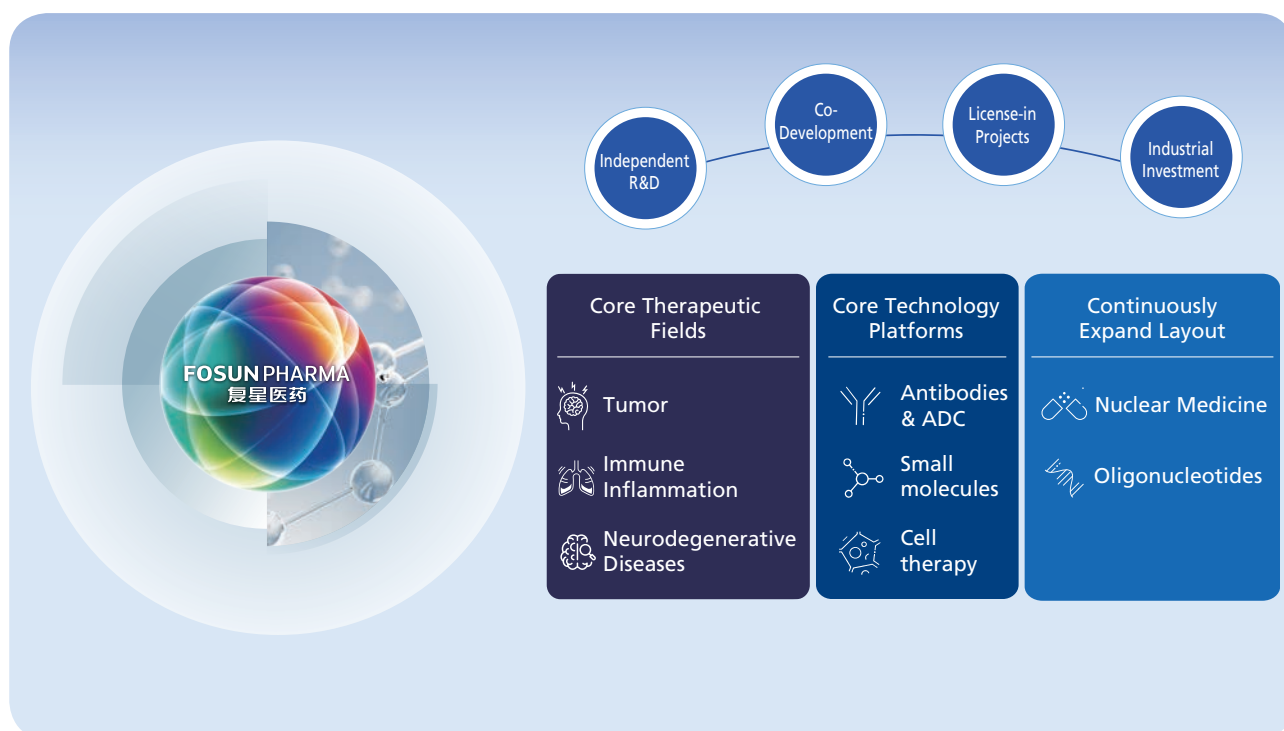 Independent
R&D
Co-
Development
License-in
Projects
Industrial
Investment
FOSUN PHARMA
复星医药
Core Therapeutic
Fields
Tumor
Immune
Inflammation
Neurodegenerative
Diseases
Core Technology
Platforms
Antibodies
& ADC
Small
molecules
Cell
therapy
Continuously
Expand Layout
Nuclear Medicine
Oligonucleotides